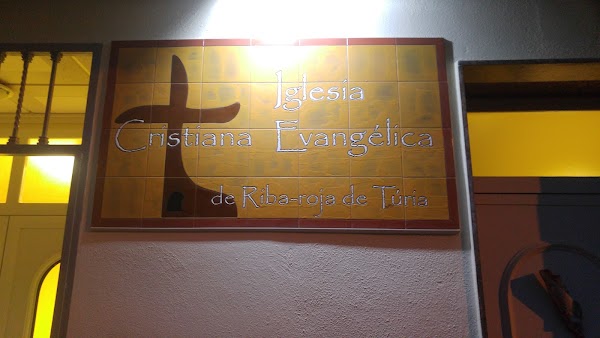 Iglesia
Cristiana Evangélica
de Riba-roja de Túria